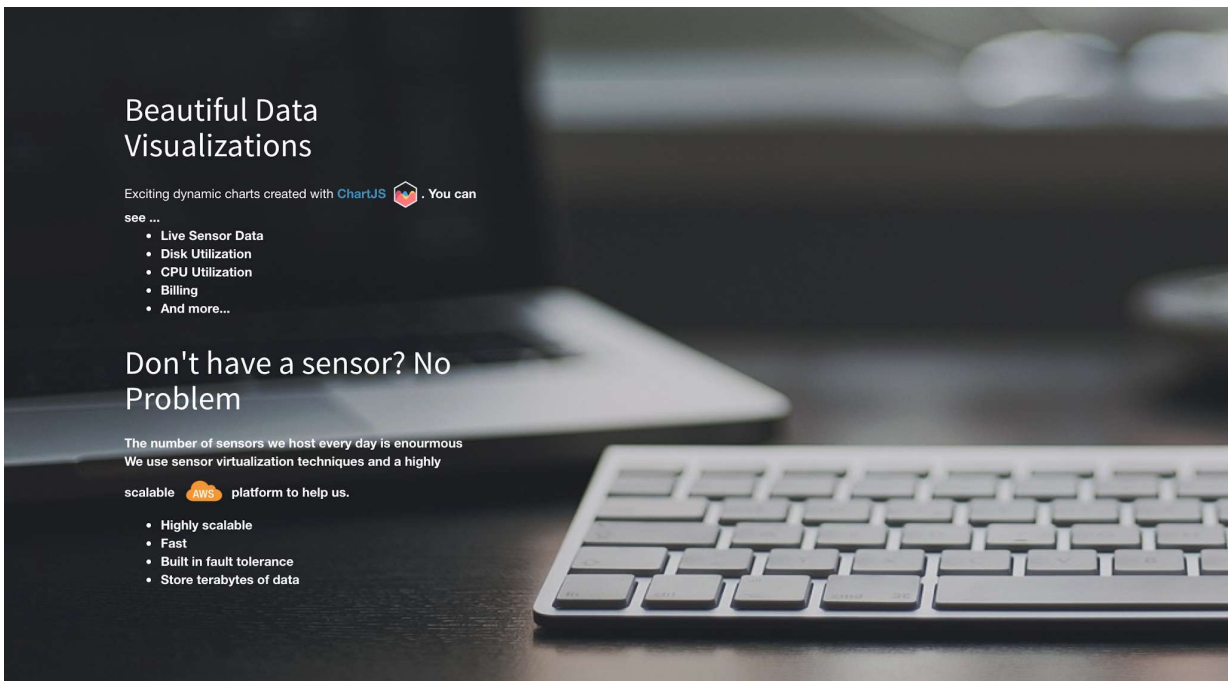 Beautiful Data
Visualizations
Exciting dynamic charts created with ChartJS . You can
see ...
• Live Sensor Data
• Disk Utilization
• CPU Utilization
• Billing
• And more...
Don't have a sensor? No
Problem
The number of sensors we host every day is enourmous
We use sensor virtualization techniques and a highly
scalable AWS platform to help us.
• Highly scalable
• Fast
• Built in fault tolerance
• Store terabytes of data